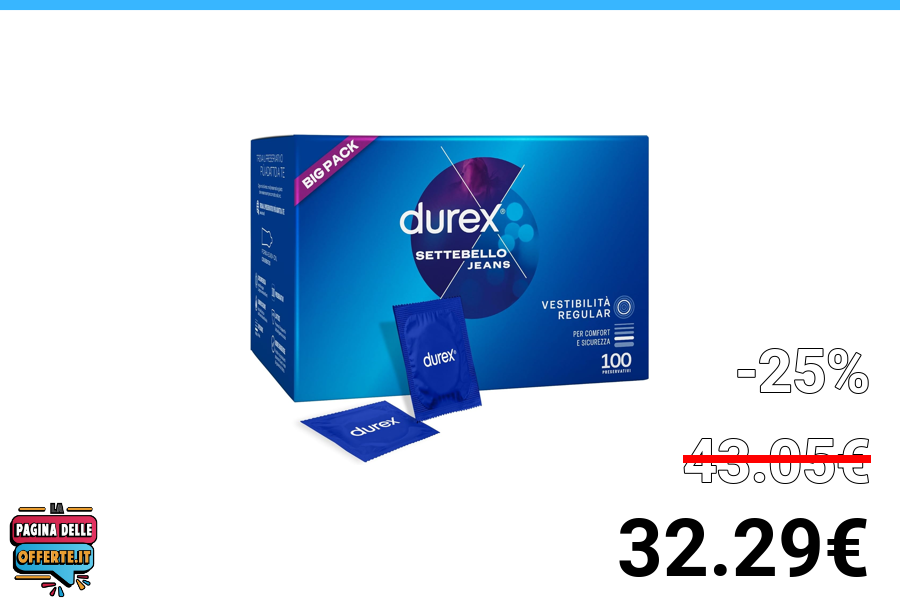 BIG PACK
durex®
SETTEBELLO
JEANS
VESTIBILITÀ
REGULAR
PER COMFORT
E SICUREZZA
100
PRESERVATIVI
durex®
durex®
-25%
43.05€
32.29€
LA
PAGINA DELLE
OFFERTE.IT